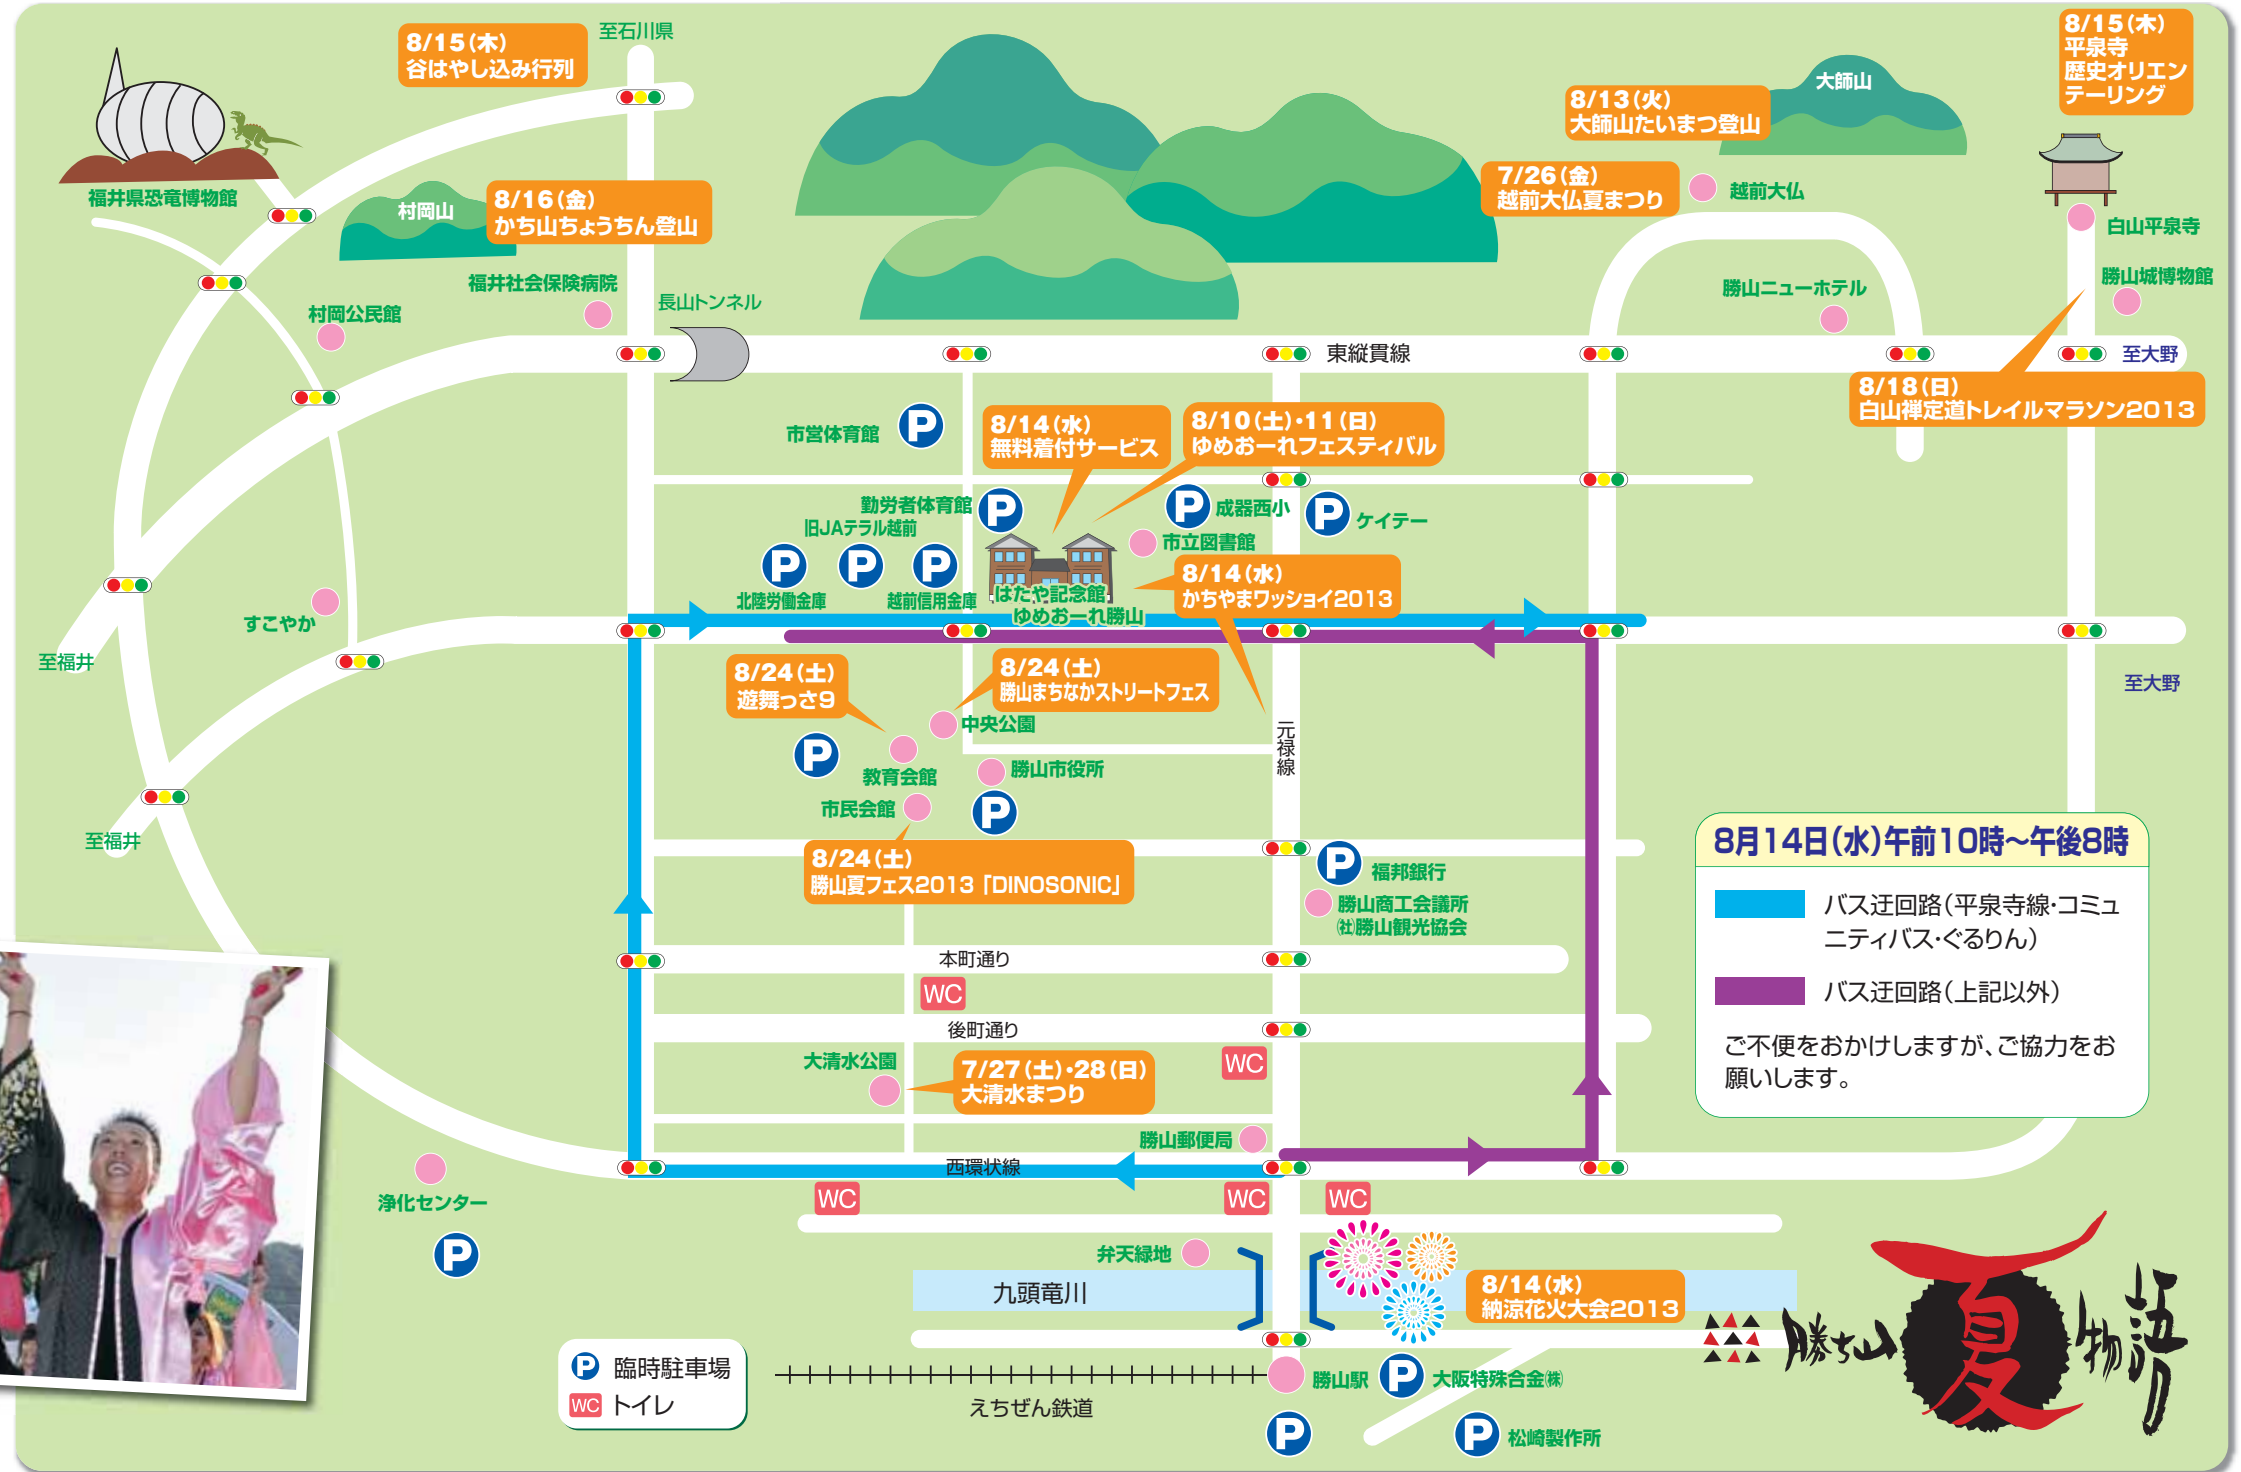 至石川県
8/15(木)
谷はやし込み行列
8/15(木)
平泉寺
歴史オリエン
テーリング
大師山
8/13(火)
大師山たいまつ登山
7/26(金)
越前大仏夏まつり
越前大仏
福井県恐竜博物館
村岡山
8/16(金)
かち山ちょうちん登山
白山平泉寺
勝山城博物館
福井社会保険病院
長山トンネル
村岡公民館
勝山ニューホテル
東縦貫線
至大野
8/18(日)
白山禅定道トレイルマラソン2013
市営体育館
P
8/14(水)
無料着付サービス
8/10(土)・11(日)
ゆめおーれフェスティバル
勤労者体育館
P
旧JAテラル越前
P
成器西小
P
ケイテー
市立図書館
P
P
P
北陸労働金庫
越前信用金庫
はたや記念館
ゆめおーれ勝山
8/14(水)
かちやまワッショイ2013
すこやか
至福井
8/24(土)
遊舞っさ9
8/24(土)
勝山まちなかストリートフェス
至大野
中央公園
元禄線
P
教育会館
勝山市役所
市民会館
P
至福井
8/24(土)
勝山夏フェス2013「DINOSONIC」
P
福邦銀行
勝山商工会議所
㈳勝山観光協会
8月14日(水)午前10時〜午後8時
バス迂回路(平泉寺線・コミュ
ニティバス・ぐるりん)
バス迂回路(上記以外)
ご不便をおかけしますが、ご協力をお
願いします。
本町通り
WC
後町通り
大清水公園
7/27(土)・28(日)
大清水まつり
WC
勝山郵便局
西環状線
WC
WC
WC
浄化センター
P
弁天緑地
九頭竜川
8/14(水)
納涼花火大会2013
勝ち山
夏
物語
P 臨時駐車場
WC トイレ
えちぜん鉄道
勝山駅
P
大阪特殊合金㈱
P
P
松崎製作所